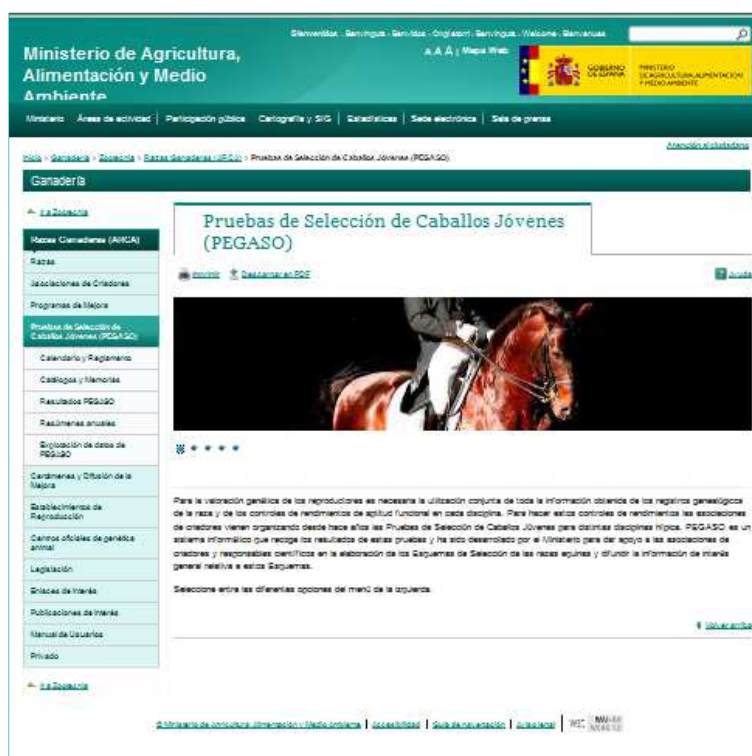 Bienvenidos - Benvinguts - Benvidos - Ongietorri - Benvinguts - Welcome - Bienvenues
Ministerio de Agricultura,
Alimentación y Medio
Ambiente
A A A | Mapa Web
GOBIERNO
DE ESPAÑA
MINISTERIO
DE AGRICULTURA, ALIMENTACIÓN
Y MEDIO AMBIENTE
Ministerio Áreas de actividad | Participación pública Cartografía y SIG | Estadísticas | Sede electrónica | Sala de prensa
Atención al ciudadano
Inicio > Ganadería > Zootecnia > Razas Ganaderas (ARCA) > Pruebas de Selección de Caballos Jóvenes (PEGASO)
Ganadería
Ir a Zootecnia
Pruebas de Selección de Caballos Jóvenes
(PEGASO)
Imprimir Descargar en PDF
Ayuda
Razas Ganaderas (ARCA)
Razas
Asociaciones de Criadores
Programas de Mejora
Pruebas de Selección de
Caballos Jóvenes (PEGASO)
Calendario y Reglamento
Catálogos y Memorias
Resultados PEGASO
Resúmenes anuales
Explotación de datos de
PEGASO
Certámenes y Difusión de la
Mejora
Establecimientos de
Reproducción
Centros oficiales de genética
animal
Legislación
Enlaces de Interés
Publicaciones de Interés
Manual de Usuarios
Privado
Ir a Zootecnia
Para la valoración genética de los reproductores es necesaria la utilización conjunta de toda la información obtenida de los registros genealógicos
de la raza y de los controles de rendimientos de aptitud funcional en cada disciplina. Para hacer estos controles de rendimientos las asociaciones
de criadores vienen organizando desde hace años las Pruebas de Selección de Caballos Jóvenes para distintas disciplinas hípica. PEGASO es un
sistema informático que recoge los resultados de estas pruebas y ha sido desarrollado por el Ministerio para dar apoyo a las asociaciones de
criadores y responsables científicos en la elaboración de los Esquemas de Selección de las razas equinas y difundir la información de interés
general relativa a estos Esquemas.
Seleccione entre las diferentes opciones del menú de la izquierda.
Volver arriba
© Ministerio de Agricultura, Alimentación y Medio Ambiente | Accesibilidad | Guía de navegación | Aviso legal